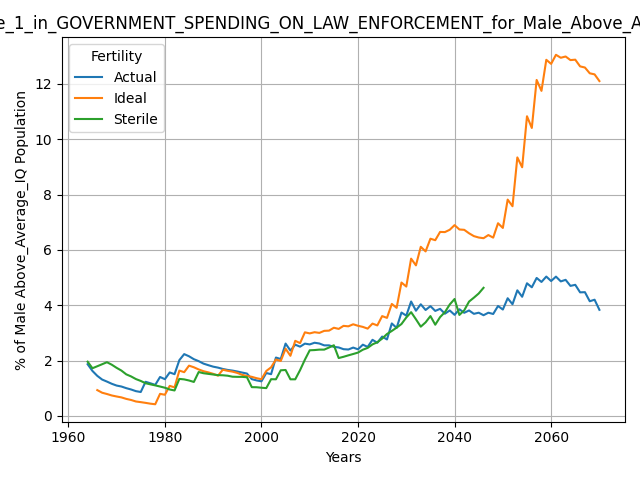 e_1_in_GOVERNMENT_SPENDING_ON_LAW_ENFORCEMENT_for_Male_Above_A
Fertility
Actual
Ideal
Sterile
% of Male Above_Average_IQ Population
12
10
8
6
4
2
0
1960 1980 2000 2020 2040 2060
Years